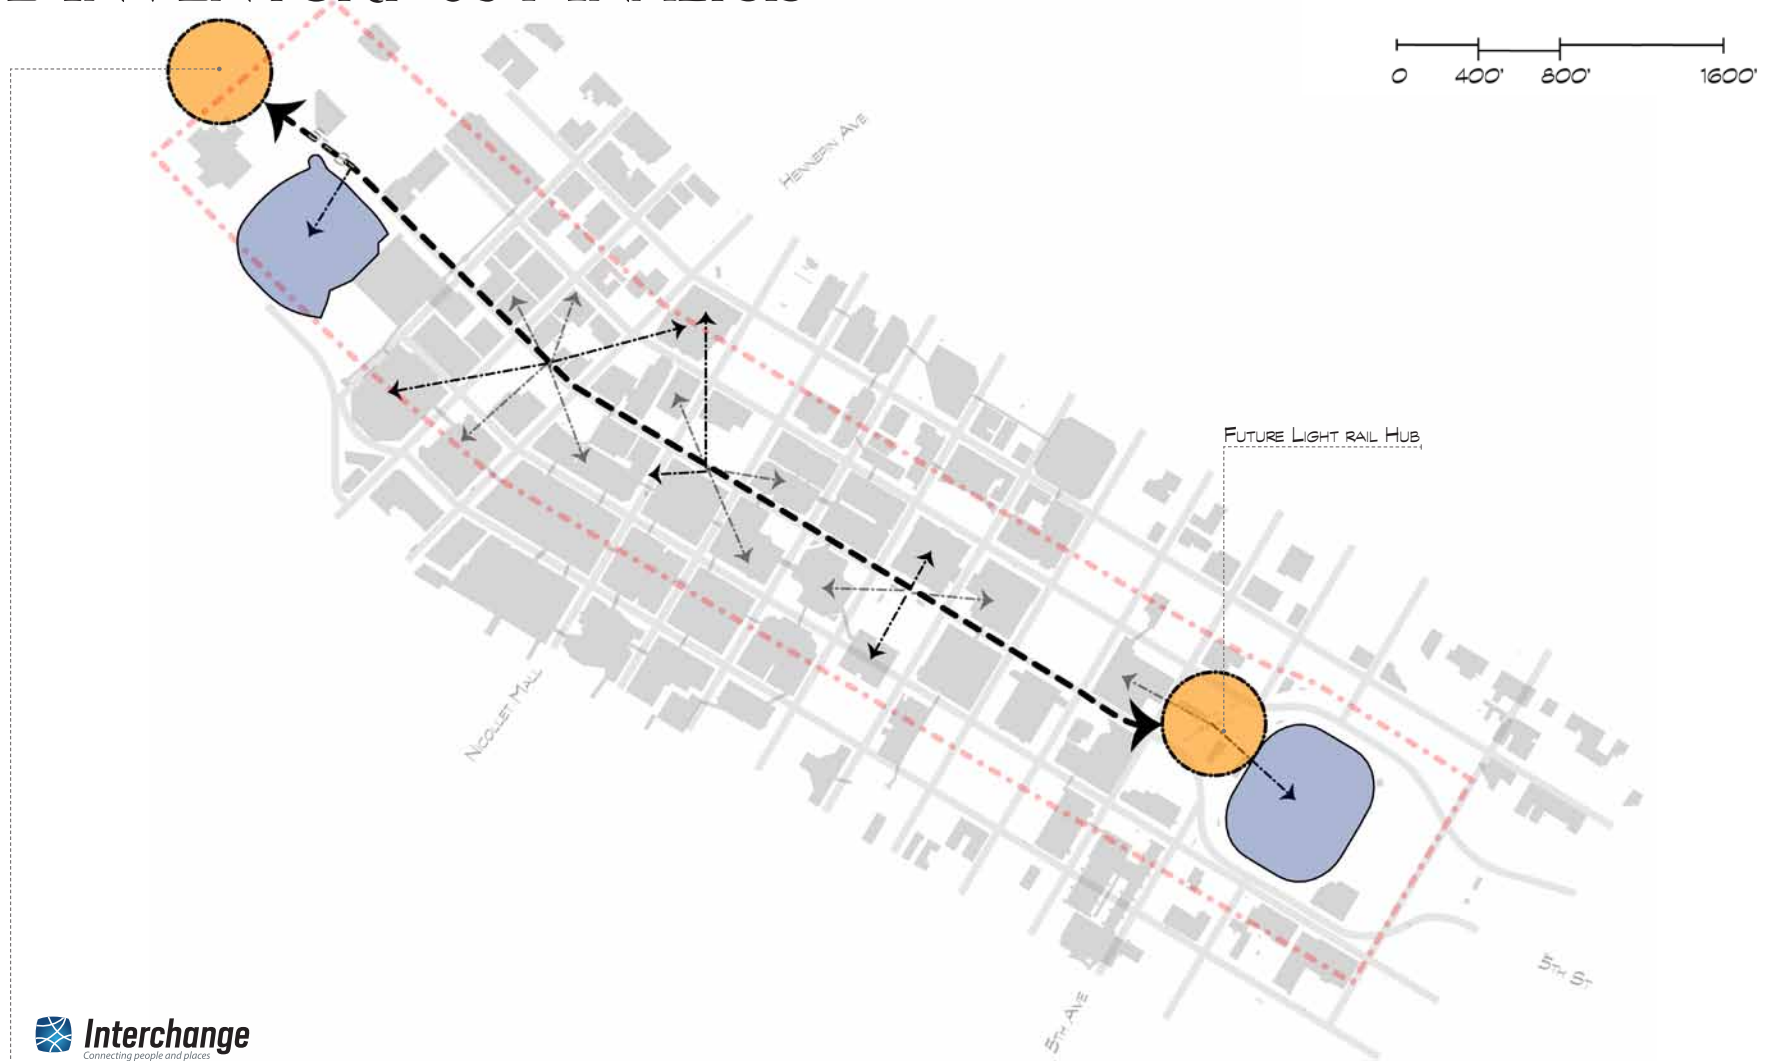 0 400' 800' 1600'
Hennepin Ave
Future Light rail Hub
Nicollet Mall
5th St
5th Ave
Interchange
Connecting people and places